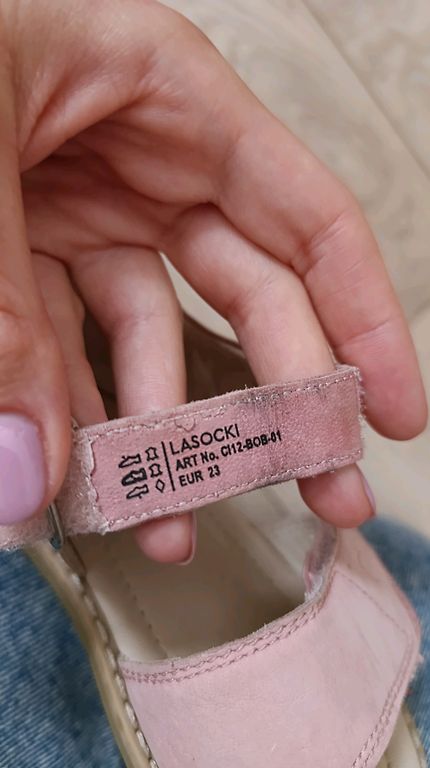 LASOCKI
ART No. CI12-BOB-01
EUR 23